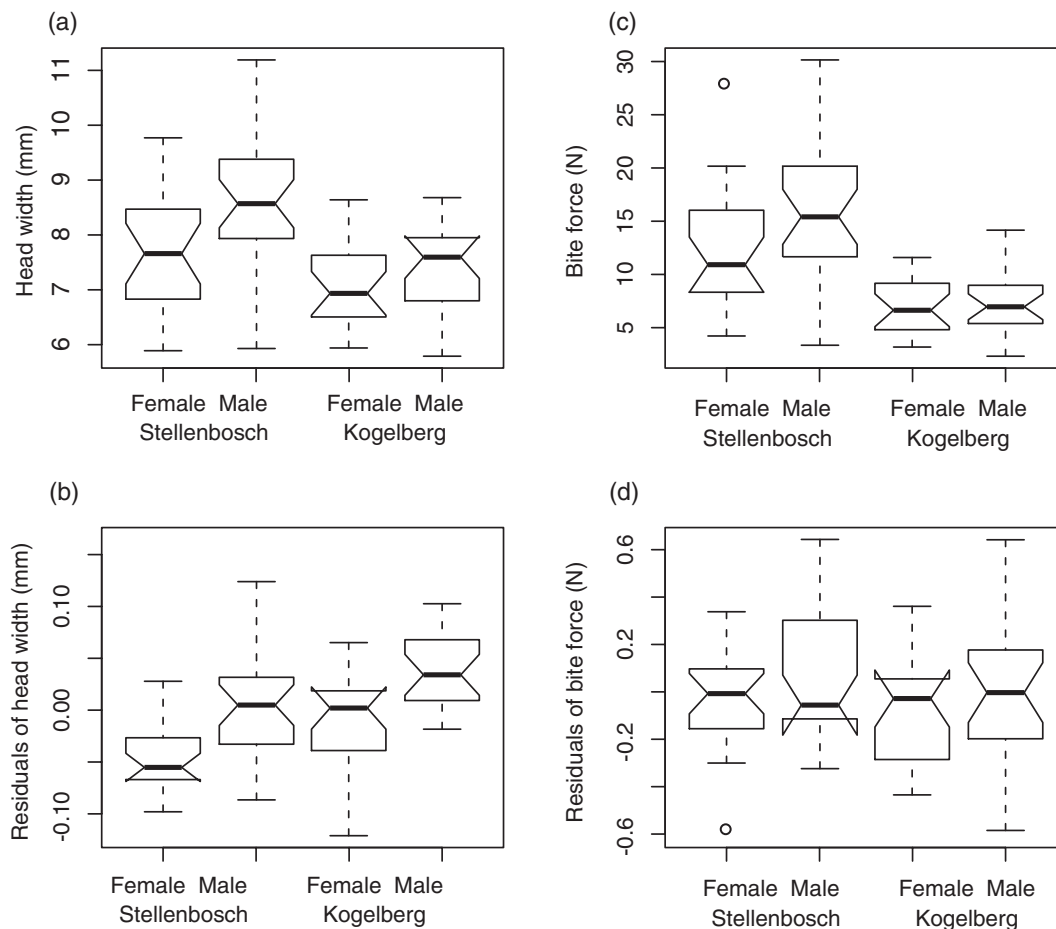 (a)
Head width (mm)
11
10
9
8
7
6
Female Male Female Male
Stellenbosch Kogelberg
(c)
Bite force (N)
30
25
20
15
10
5
Female Male Female Male
Stellenbosch Kogelberg
(b)
Residuals of head width (mm)
0.10
0.00
-0.10
Female Male Female Male
Stellenbosch Kogelberg
(d)
Residuals of bite force (N)
0.6
0.2
-0.2
-0.6
Female Male Female Male
Stellenbosch Kogelberg